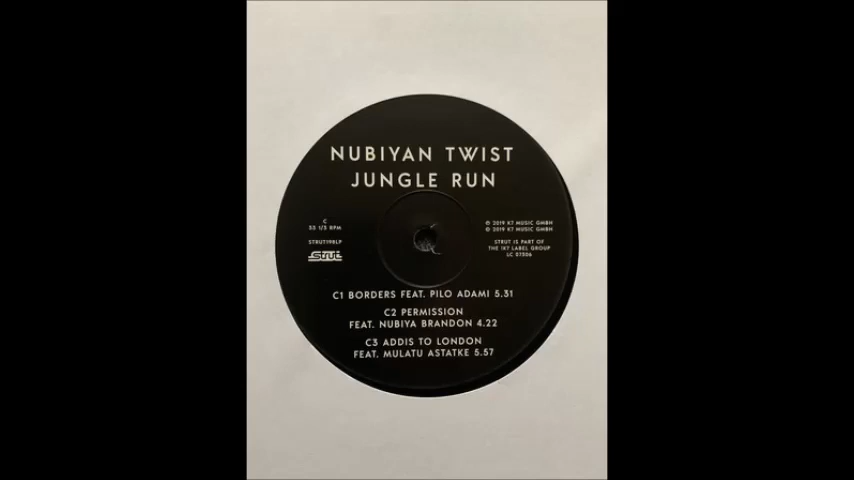 NUBIYAN TWIST
JUNGLE RUN
C
33 1/3 RPM
STRUT198LP
STRUT
℗ 2019 K7 MUSIC GMBH
© 2019 K7 MUSIC GMBH
STRUT IS PART OF
THE !K7 LABEL GROUP
LC 07306
C1 BORDERS FEAT. PILO ADAMI 5.31
C2 PERMISSION
FEAT. NUBIYA BRANDON 4.22
C3 ADDIS TO LONDON
FEAT. MULATU ASTATKE 5.57